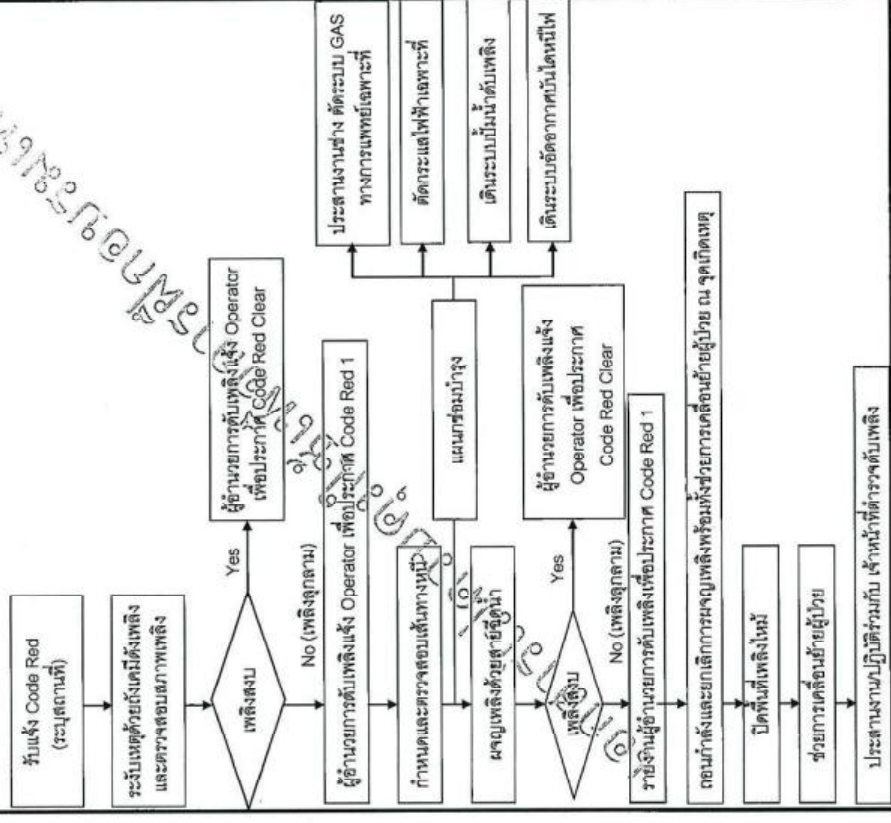 รับแจ้ง Code Red
(ระบุสถานที่)
ระงับเหตุด้วยถังเคมีดับเพลิง
และตรวจสอบสภาพเพลิง
เพลิงสงบ
Yes
ผู้อำนวยการดับเพลิงแจ้ง Operator
เพื่อประกาศ Code Red Clear
No (เพลิงลุกลาม)
ผู้อำนวยการดับเพลิงแจ้ง Operator เพื่อประกาศ Code Red 1
กำหนดและตรวจสอบเส้นทางหนี
แผนกซ่อมบำรุง
ประสานงานช่าง ตัดระบบ GAS
ทางการแพทย์เฉพาะที่
ตัดกระแสไฟฟ้าเฉพาะที่
เดินระบบปั๊มน้ำดับเพลิง
เดินระบบอัดอากาศบันไดหนีไฟ
ผจญเพลิงด้วยสายฉีดน้ำ
เพลิงสงบ
Yes
ผู้อำนวยการดับเพลิงแจ้ง
Operator เพื่อประกาศ
Code Red Clear
No (เพลิงลุกลาม)
รายงานผู้อำนวยการดับเพลิงเพื่อประกาศ Code Red 1
ถอนกำลังและยกเลิกการผจญเพลิงพร้อมทั้งช่วยการเคลื่อนย้ายผู้ป่วย ณ จุดเกิดเหตุ
ปิดพื้นที่เพลิงไหม้
ช่วยการเคลื่อนย้ายผู้ป่วย
ประสานงาน/ปฏิบัติร่วมกับ เจ้าหน้าที่ตำรวจดับเพลิง